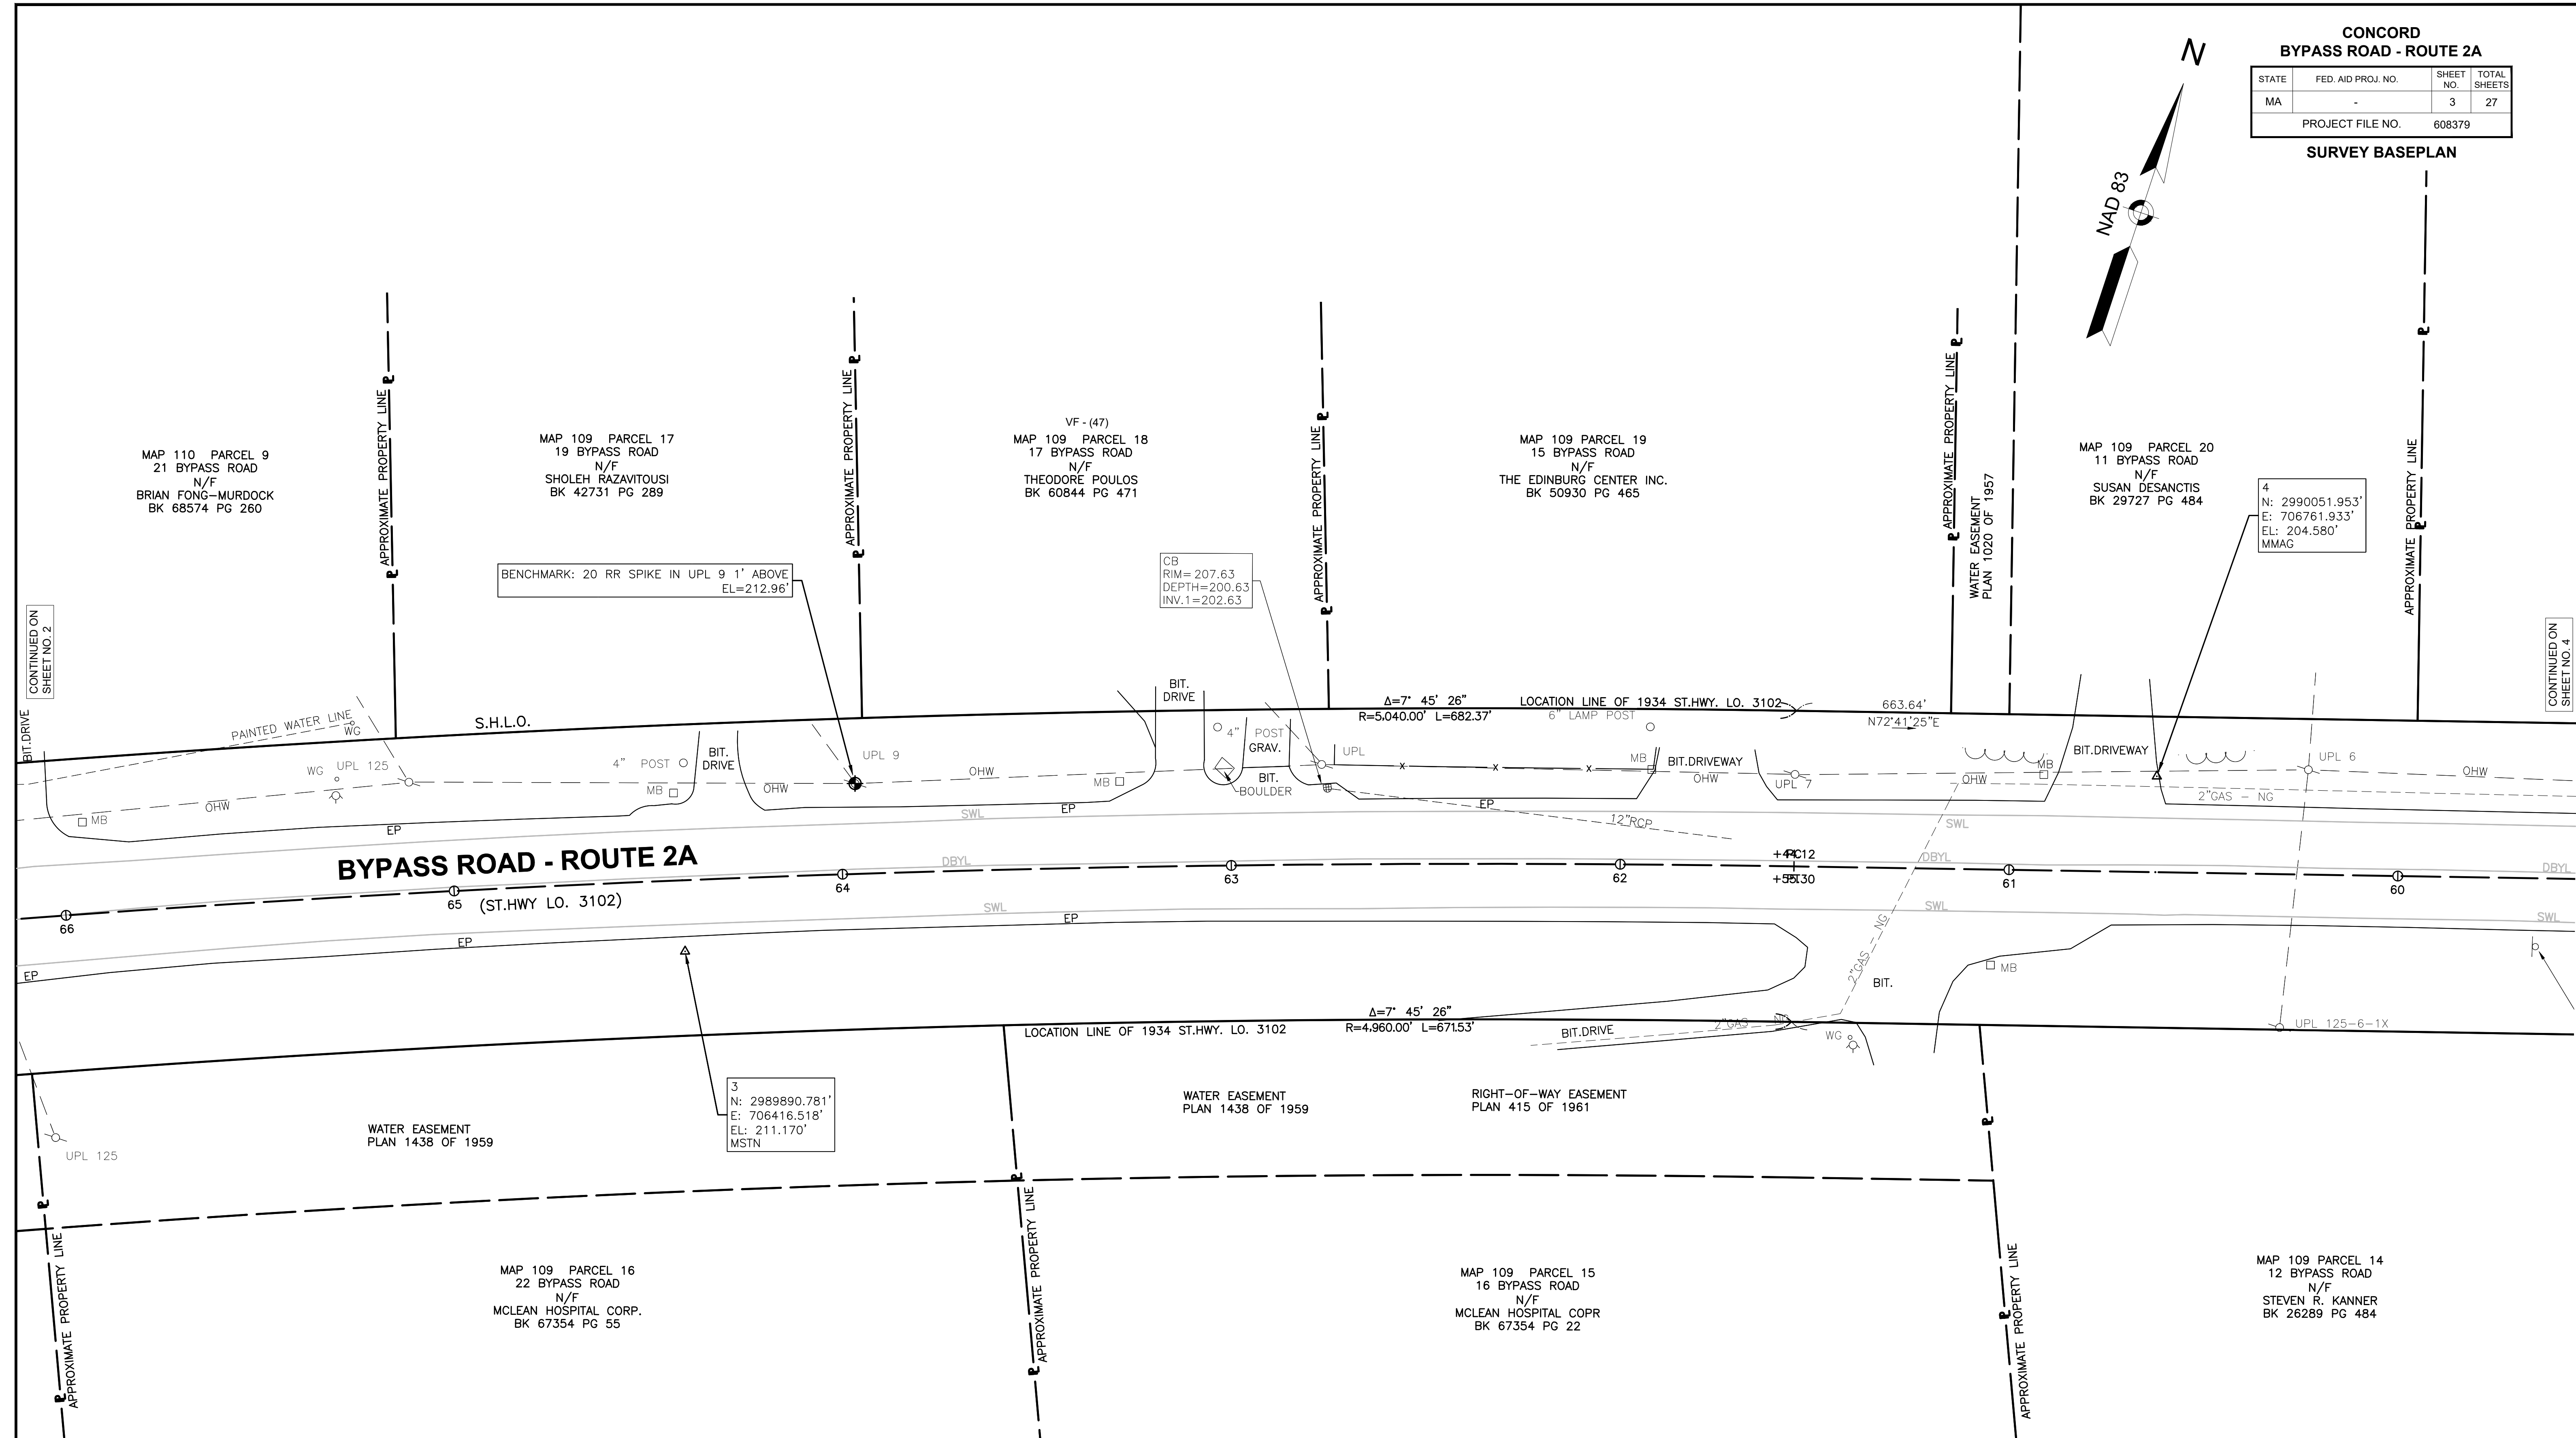 CONCORD
BYPASS ROAD - ROUTE 2A
STATE FED. AID PROJ. NO. SHEET NO. TOTAL SHEETS
MA - 3 27
PROJECT FILE NO. 608379
SURVEY BASEPLAN
N
NAD 83
MAP 110 PARCEL 9
21 BYPASS ROAD
N/F
BRIAN FONG-MURDOCK
BK 68574 PG 260
APPROXIMATE PROPERTY LINE
MAP 109 PARCEL 17
19 BYPASS ROAD
N/F
SHOLEH RAZAVITOUSI
BK 42731 PG 289
APPROXIMATE PROPERTY LINE
VF - (47)
MAP 109 PARCEL 18
17 BYPASS ROAD
N/F
THEODORE POULOS
BK 60844 PG 471
APPROXIMATE PROPERTY LINE
MAP 109 PARCEL 19
15 BYPASS ROAD
N/F
THE EDINBURG CENTER INC.
BK 50930 PG 465
APPROXIMATE PROPERTY LINE
WATER EASEMENT
PLAN 1020 OF 1957
MAP 109 PARCEL 20
11 BYPASS ROAD
N/F
SUSAN DESANCTIS
BK 29727 PG 484
4
N: 2990051.953'
E: 706761.933'
EL: 204.580'
MMAG
APPROXIMATE PROPERTY LINE
BENCHMARK: 20 RR SPIKE IN UPL 9 1' ABOVE
EL=212.96'
CB
RIM= 207.63
DEPTH=200.63
INV.1=202.63
CONTINUED ON
SHEET NO. 2
CONTINUED ON
SHEET NO. 4
BIT.DRIVE
PAINTED WATER LINE
WG
S.H.L.O.
BIT.
DRIVE
Δ=7° 45' 26"
R=5,040.00' L=682.37'
LOCATION LINE OF 1934 ST.HWY. LO. 3102
6" LAMP POST
663.64'
N72°41'25"E
WG
UPL 125
4" POST
BIT.
DRIVE
UPL 9
4" POST
GRAV.
UPL
MB
BIT.DRIVEWAY
BIT.DRIVEWAY
UPL 6
MB
OHW
MB
OHW
OHW
MB
BIT.
BOULDER
x x x
OHW
UPL 7
OHW
MB
2"GAS - NG
OHW
EP
SWL
EP
EP
12"RCP
SWL
BYPASS ROAD - ROUTE 2A
DBYL
DBYL
DBYL
66
65
64
63
62
61
60
(ST.HWY LO. 3102)
SWL
SWL
SWL
EP
EP
EP
2"GAS - NG
BIT.
MB
LOCATION LINE OF 1934 ST.HWY. LO. 3102
Δ=7° 45' 26"
R=4,960.00' L=671.53'
BIT.DRIVE
2"GAS - NG
WG
UPL 125-6-1X
3
N: 2989890.781'
E: 706416.518'
EL: 211.170'
MSTN
UPL 125
WATER EASEMENT
PLAN 1438 OF 1959
WATER EASEMENT
PLAN 1438 OF 1959
RIGHT-OF-WAY EASEMENT
PLAN 415 OF 1961
APPROXIMATE PROPERTY LINE
MAP 109 PARCEL 16
22 BYPASS ROAD
N/F
MCLEAN HOSPITAL CORP.
BK 67354 PG 55
APPROXIMATE PROPERTY LINE
MAP 109 PARCEL 15
16 BYPASS ROAD
N/F
MCLEAN HOSPITAL COPR
BK 67354 PG 22
APPROXIMATE PROPERTY LINE
MAP 109 PARCEL 14
12 BYPASS ROAD
N/F
STEVEN R. KANNER
BK 26289 PG 484